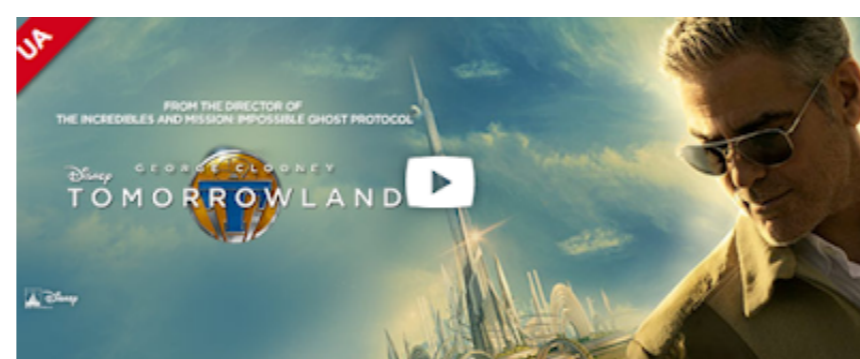 UA
FROM THE DIRECTOR OF
THE INCREDIBLES AND MISSION: IMPOSSIBLE GHOST PROTOCOL
GEORGE CLOONEY
Disney
TOMORROWLAND
T
Disney